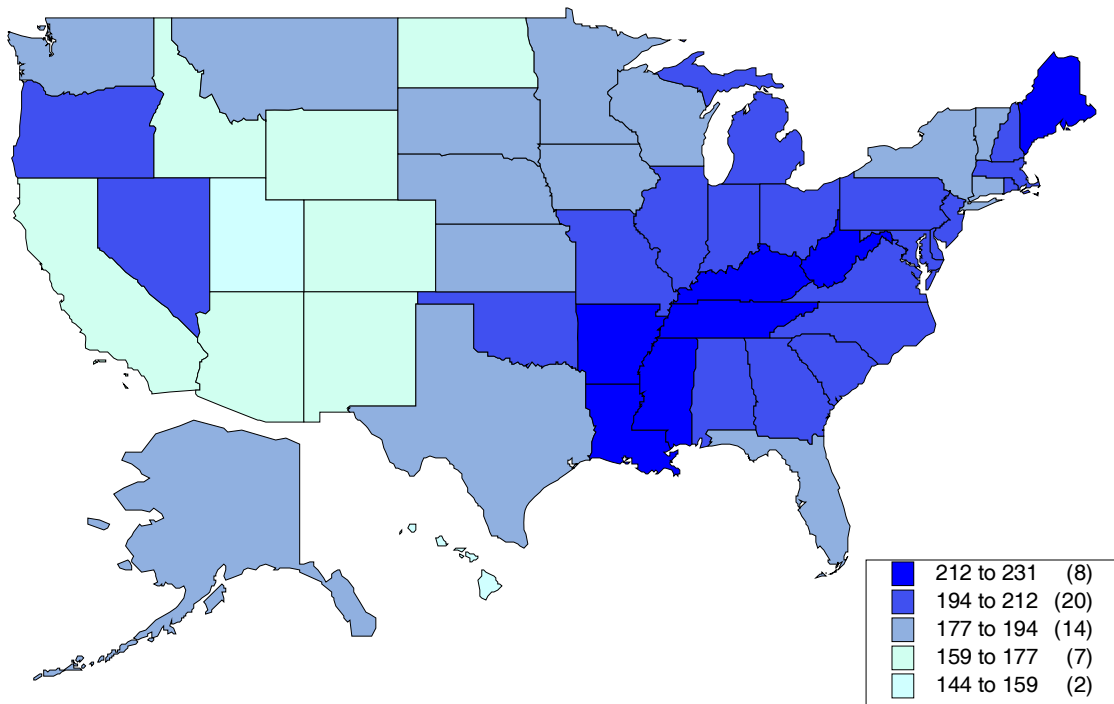 212 to 231 (8)
194 to 212 (20)
177 to 194 (14)
159 to 177 (7)
144 to 159 (2)